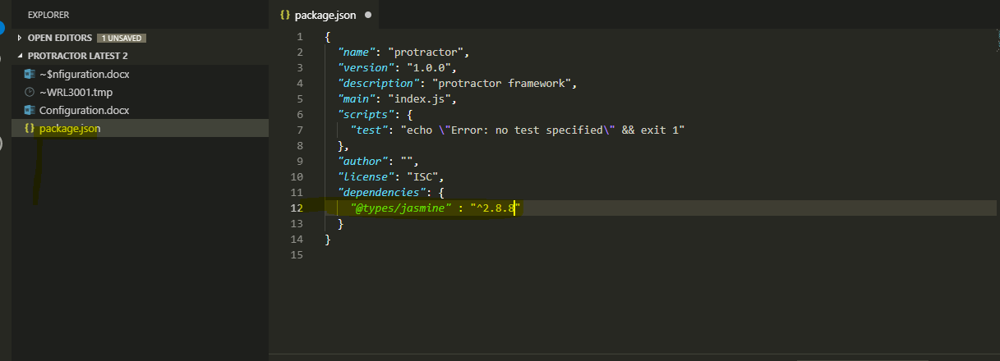 EXPLORER
OPEN EDITORS 1 UNSAVED
PROTRACTOR LATEST 2
~$nfiguration.docx
~WRL3001.tmp
Configuration.docx
{} package.json
{} package.json
1 {
2 "name": "protractor",
3 "version": "1.0.0",
4 "description": "protractor framework",
5 "main": "index.js",
6 "scripts": {
7 "test": "echo \"Error: no test specified\" && exit 1"
8 },
9 "author": "",
10 "license": "ISC",
11 "dependencies": {
12 "@types/jasmine" : "^2.8.8"
13 }
14 }
15